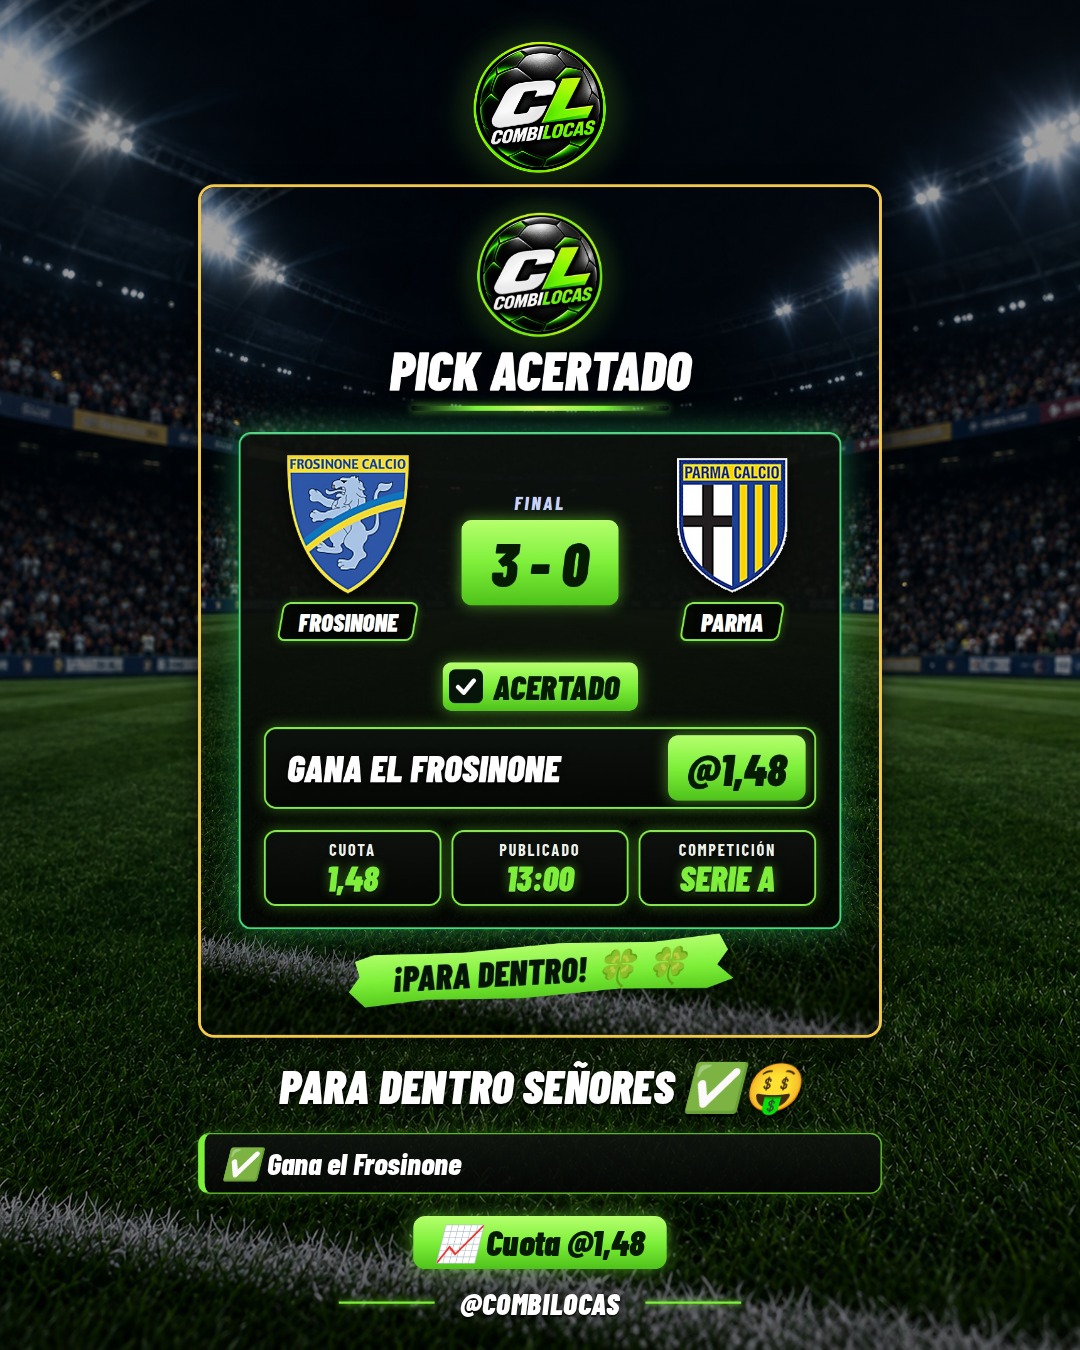 CL
COMBILOCAS
CL
COMBILOCAS
PICK ACERTADO
FROSINONE CALCIO
PARMA CALCIO
FINAL
3 - 0
FROSINONE
PARMA
✅ ACERTADO
GANA EL FROSINONE
@1,48
CUOTA
1,48
PUBLICADO
13:00
COMPETICIÓN
SERIE A
¡PARA DENTRO! 🍀 🍀
PARA DENTRO SEÑORES ✅🤑
✅ Gana el Frosinone
📈 Cuota @1,48
@COMBILOCAS